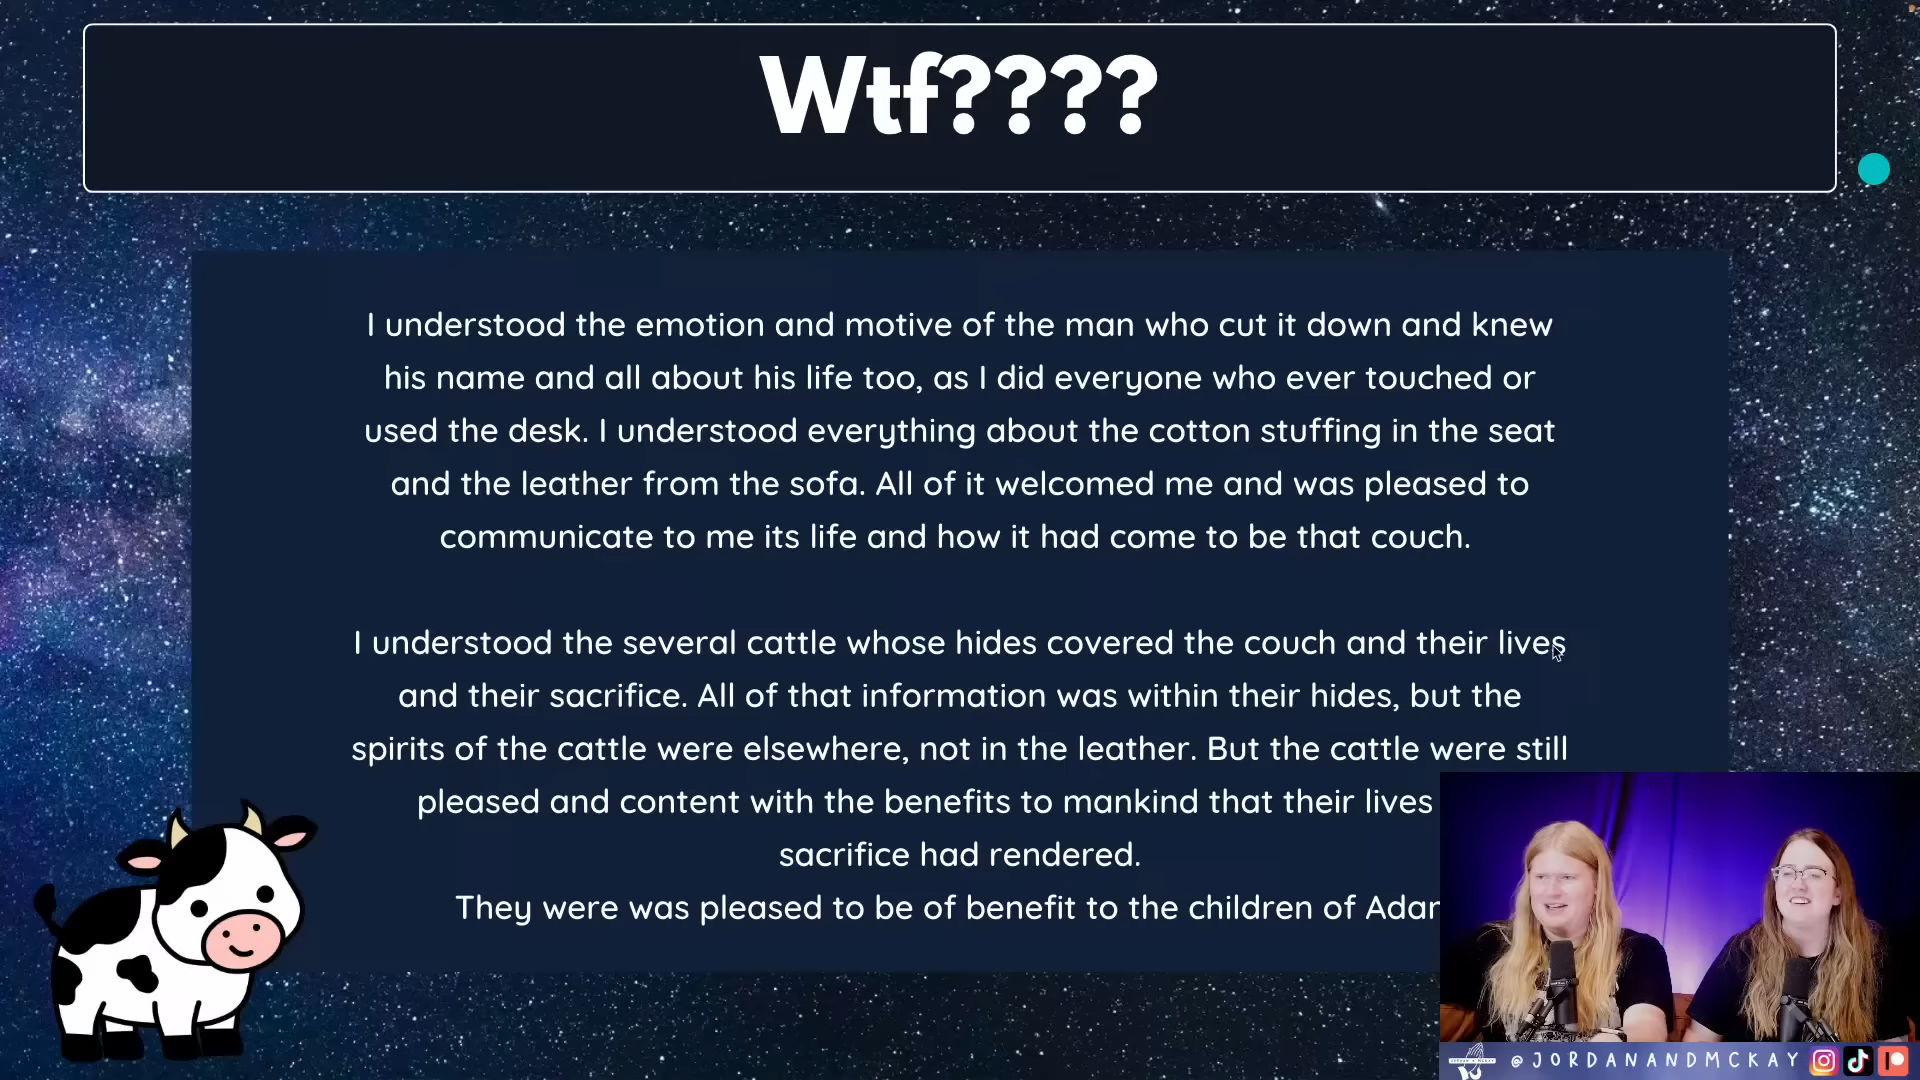 Wtf????
I understood the emotion and motive of the man who cut it down and knew
his name and all about his life too, as I did everyone who ever touched or
used the desk. I understood everything about the cotton stuffing in the seat
and the leather from the sofa. All of it welcomed me and was pleased to
communicate to me its life and how it had come to be that couch.
I understood the several cattle whose hides covered the couch and their lives
and their sacrifice. All of that information was within their hides, but the
spirits of the cattle were elsewhere, not in the leather. But the cattle were still
pleased and content with the benefits to mankind that their lives
sacrifice had rendered.
They were was pleased to be of benefit to the children of
@JORDANANDMCKAY